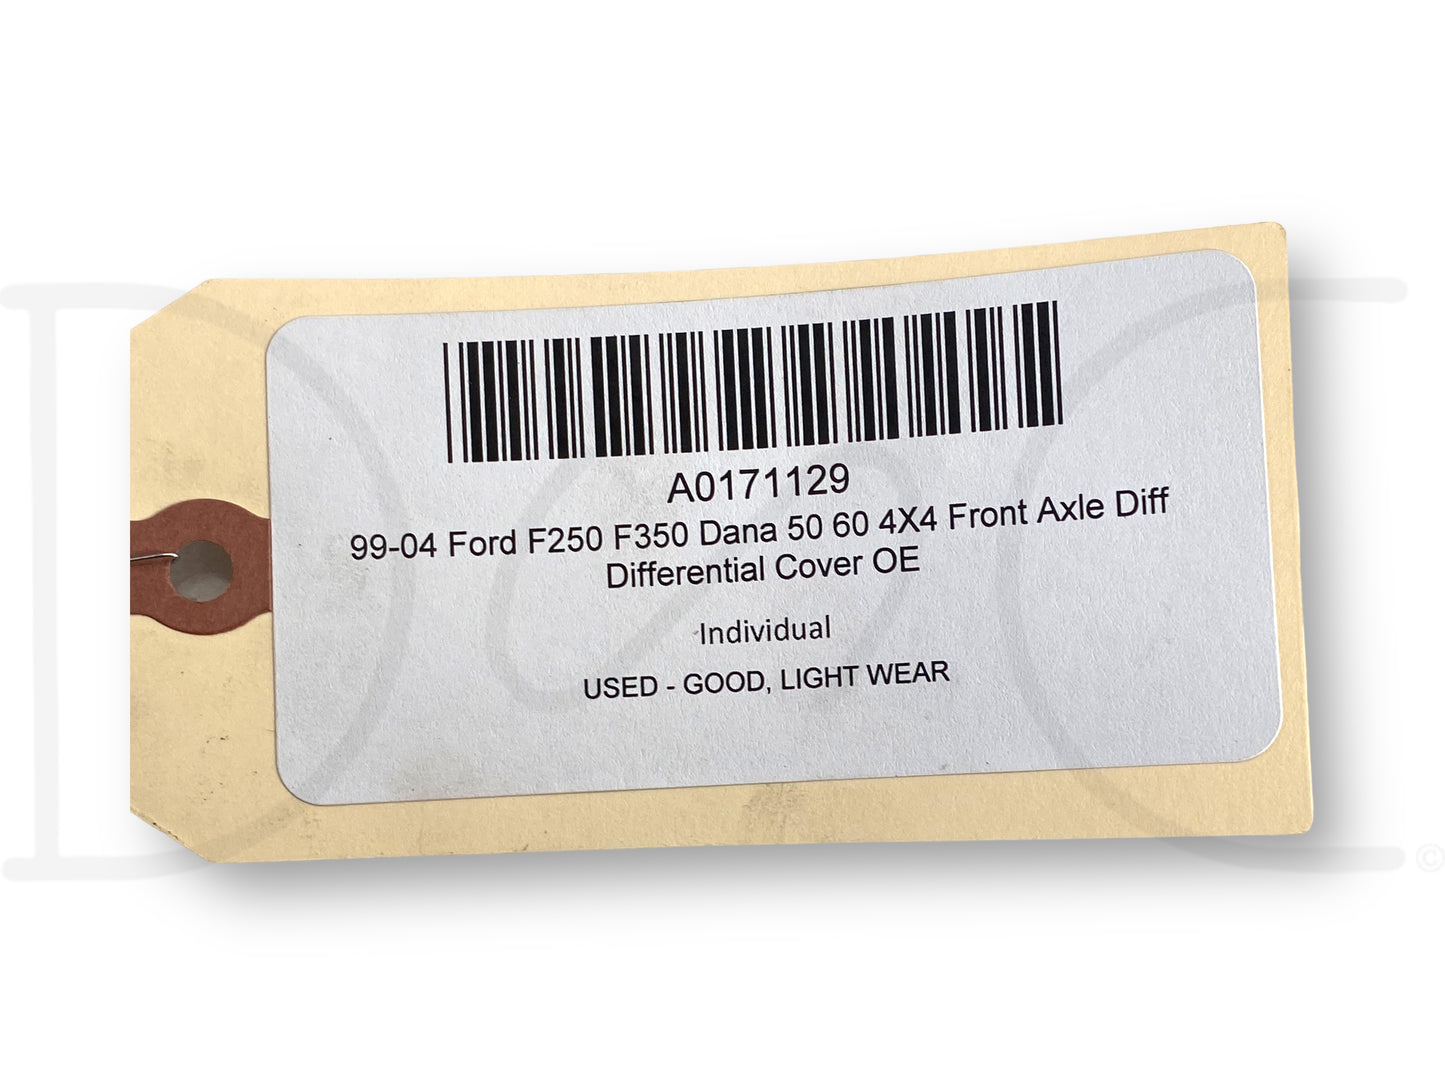 A0171129
99-04 Ford F250 F350 Dana 50 60 4X4 Front Axle Diff
Differential Cover OE
Individual
USED - GOOD, LIGHT WEAR
©